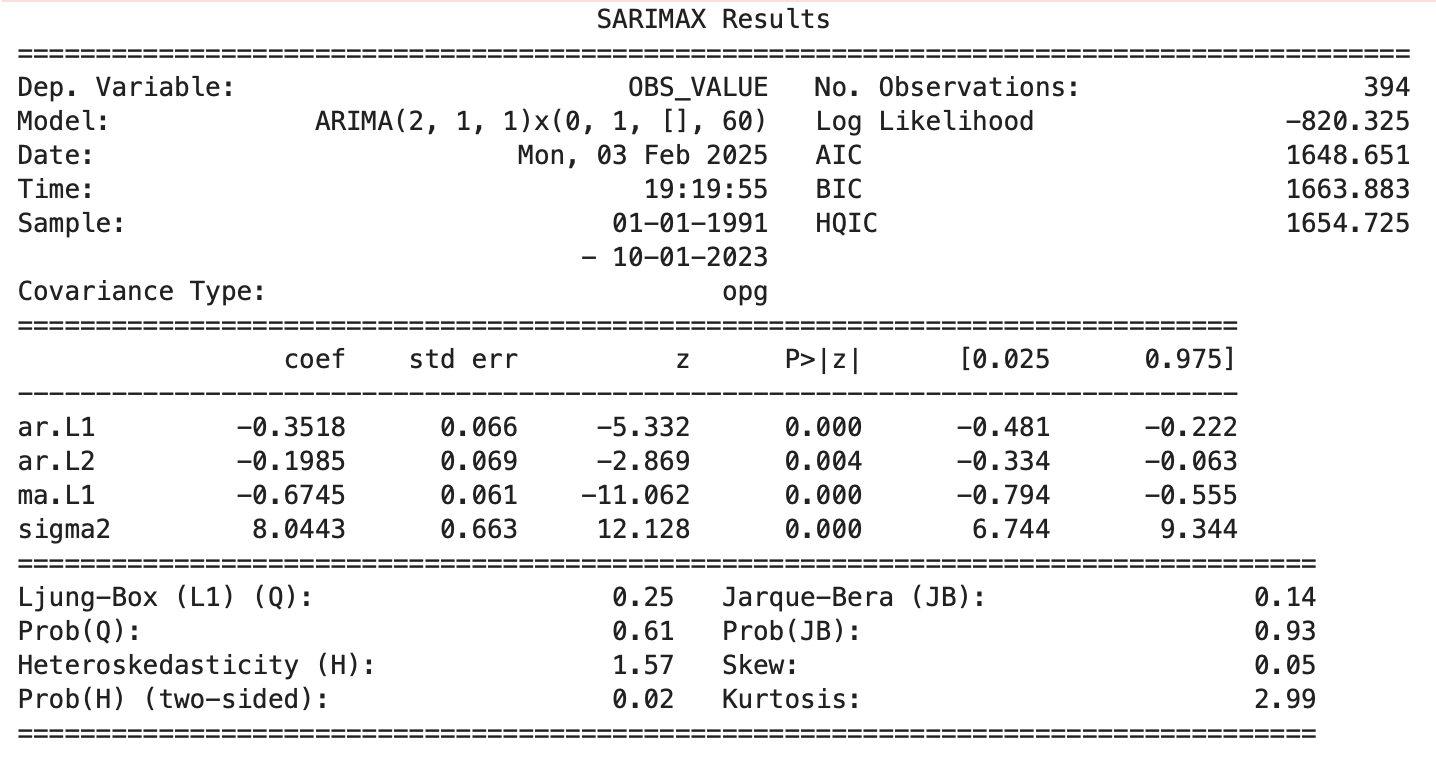 SARIMAX Results
==========================================================================================
Dep. Variable: OBS_VALUE No. Observations: 394
Model: ARIMA(2, 1, 1)x(0, 1, [], 60) Log Likelihood -820.325
Date: Mon, 03 Feb 2025 AIC 1648.651
Time: 19:19:55 BIC 1663.883
Sample: 01-01-1991 HQIC 1654.725
- 10-01-2023
Covariance Type: opg
==============================================================================
coef std err z P>|z| [0.025 0.975]
------------------------------------------------------------------------------
ar.L1 -0.3518 0.066 -5.332 0.000 -0.481 -0.222
ar.L2 -0.1985 0.069 -2.869 0.004 -0.334 -0.063
ma.L1 -0.6745 0.061 -11.062 0.000 -0.794 -0.555
sigma2 8.0443 0.663 12.128 0.000 6.744 9.344
===================================================================================
Ljung-Box (L1) (Q): 0.25 Jarque-Bera (JB): 0.14
Prob(Q): 0.61 Prob(JB): 0.93
Heteroskedasticity (H): 1.57 Skew: 0.05
Prob(H) (two-sided): 0.02 Kurtosis: 2.99
===================================================================================